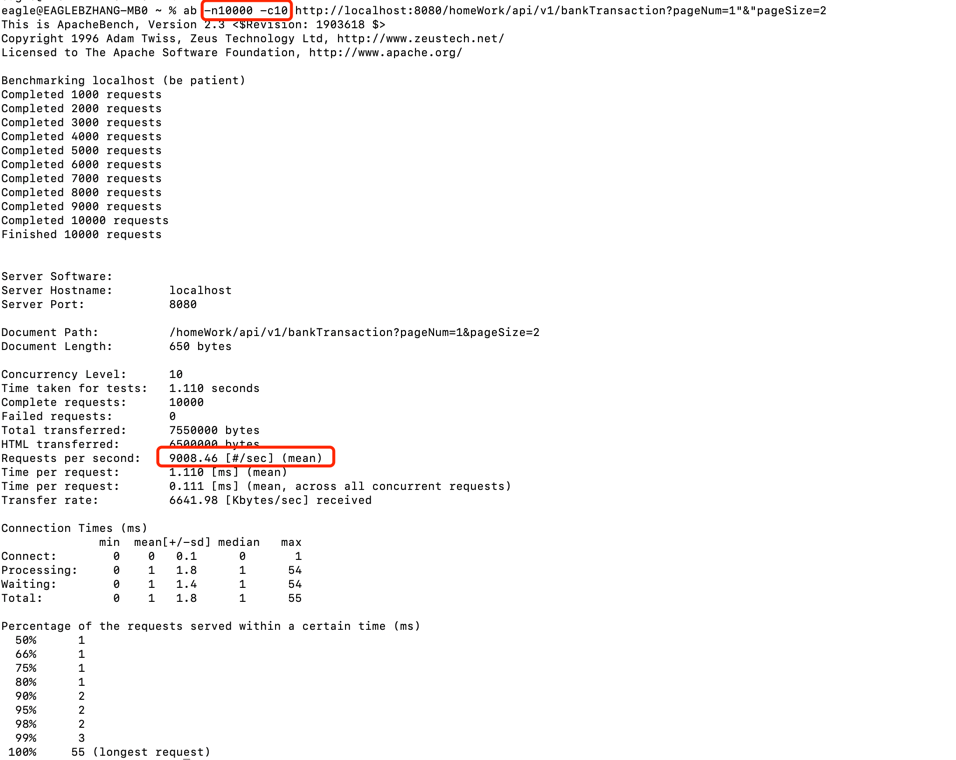 eagle@EAGLEBZHANG-MB0 ~ % ab -n10000 -c10 http://localhost:8080/homeWork/api/v1/bankTransaction?pageNum=1"&"pageSize=2
This is ApacheBench, Version 2.3 <$Revision: 1903618 $>
Copyright 1996 Adam Twiss, Zeus Technology Ltd, http://www.zeustech.net/
Licensed to The Apache Software Foundation, http://www.apache.org/

Benchmarking localhost (be patient)
Completed 1000 requests
Completed 2000 requests
Completed 3000 requests
Completed 4000 requests
Completed 5000 requests
Completed 6000 requests
Completed 7000 requests
Completed 8000 requests
Completed 9000 requests
Completed 10000 requests
Finished 10000 requests

Server Software:
Server Hostname:        localhost
Server Port:            8080

Document Path:          /homeWork/api/v1/bankTransaction?pageNum=1&pageSize=2
Document Length:        650 bytes

Concurrency Level:      10
Time taken for tests:   1.110 seconds
Complete requests:      10000
Failed requests:        0
Total transferred:      7550000 bytes
HTML transferred:       6500000 bytes
Requests per second:    9008.46 [#/sec] (mean)
Time per request:       1.110 [ms] (mean)
Time per request:       0.111 [ms] (mean, across all concurrent requests)
Transfer rate:          6641.98 [Kbytes/sec] received

Connection Times (ms)
              min  mean[+/-sd] median   max
Connect:        0    0   0.1      0       1
Processing:     0    1   1.8      1      54
Waiting:        0    1   1.4      1      54
Total:          0    1   1.8      1      55

Percentage of the requests served within a certain time (ms)
  50%      1
  66%      1
  75%      1
  80%      1
  90%      2
  95%      2
  98%      2
  99%      3
 100%     55 (longest request)